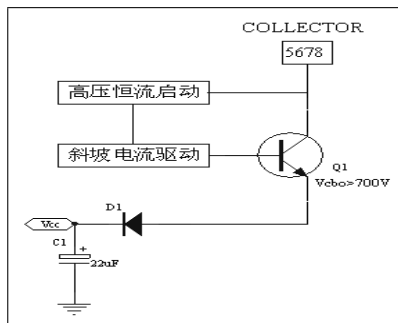 COLLECTOR
5678
高压恒流启动
斜坡电流驱动
Q1
Vcbo>700V
D1
Vcc
C1
+
22uF